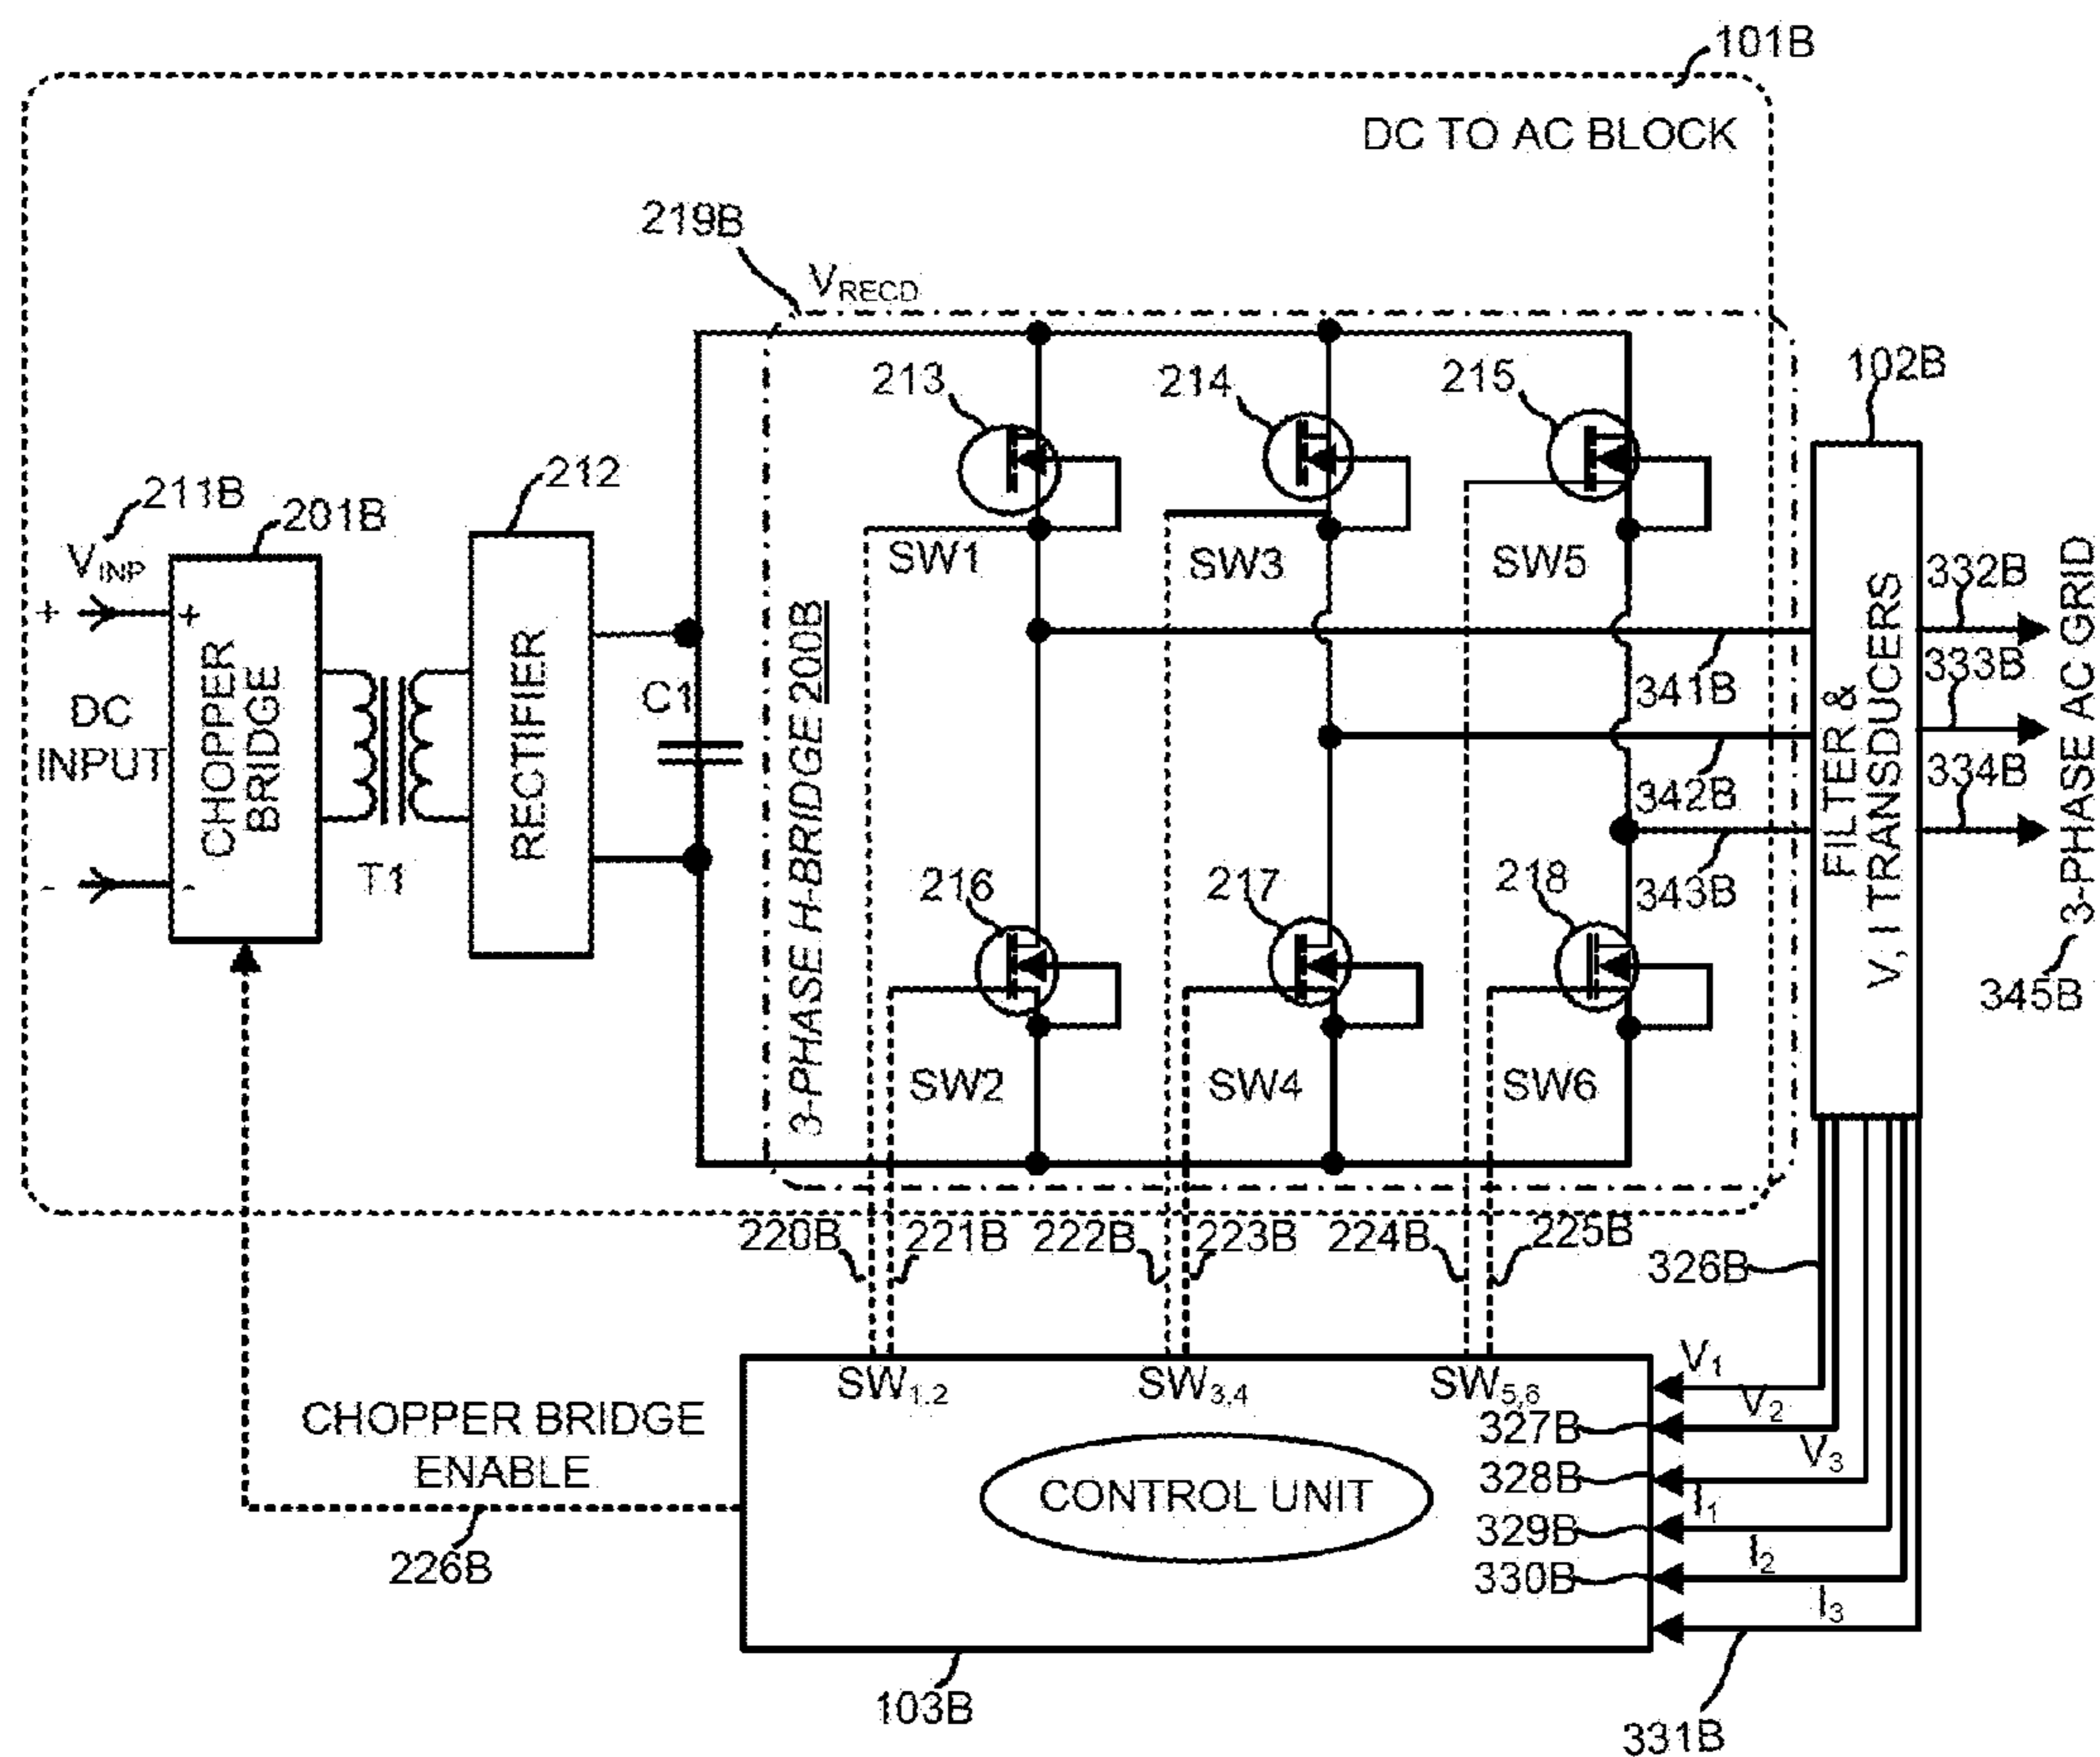 101B
DC TO AC BLOCK
219B
VRECD
102B
213
214
215
211B
201B
212
VINP
SW1
SW3
SW5
+
+
332B
333B
334B
DC
INPUT
CHOPPER
BRIDGE
T1
RECTIFIER
C1
3-PHASE H-BRIDGE 200B
341B
342B
343B
FILTER &
V, I TRANSDUCERS
3-PHASE AC GRID
345B
-
-
216
217
218
SW2
SW4
SW6
220B
221B
222B
223B
224B
225B
326B
SW1,2
SW3,4
SW5,6
V1
V2
V3
I1
I2
I3
327B
328B
329B
330B
331B
CHOPPER BRIDGE
ENABLE
226B
CONTROL UNIT
103B